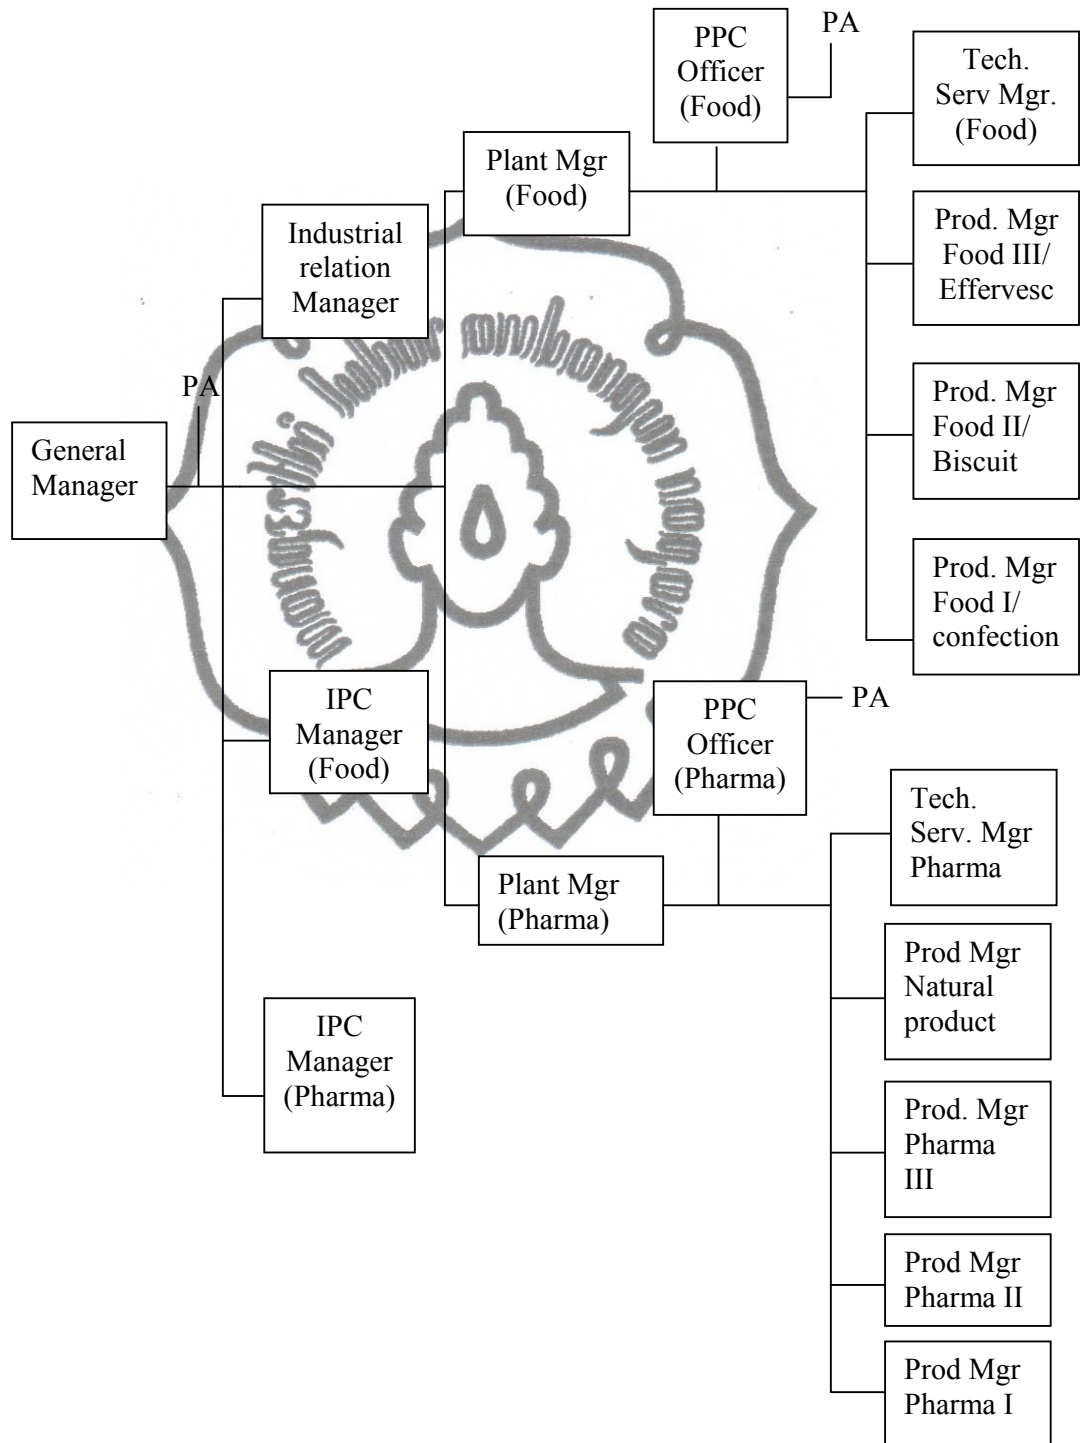 PA
PPC
Officer
(Food)
Tech.
Serv Mgr.
(Food)
Plant Mgr
(Food)
Prod. Mgr
Food III/
Effervesc
Industrial
relation
Manager
PA
General
Manager
Prod. Mgr
Food II/
Biscuit
Prod. Mgr
Food I/
confection
IPC
Manager
(Food)
PPC
Officer
(Pharma)
PA
Tech.
Serv. Mgr
Pharma
Plant Mgr
(Pharma)
Prod Mgr
Natural
product
IPC
Manager
(Pharma)
Prod. Mgr
Pharma
III
Prod Mgr
Pharma II
Prod Mgr
Pharma I